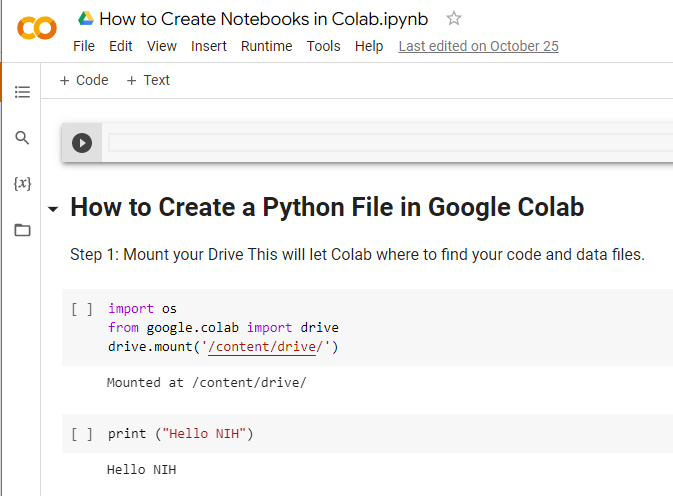 How to Create Notebooks in Colab.ipynb
File Edit View Insert Runtime Tools Help Last edited on October 25
+ Code + Text
{x}
How to Create a Python File in Google Colab
Step 1: Mount your Drive This will let Colab where to find your code and data files.
[ ] import os
from google.colab import drive
drive.mount('/content/drive/')
Mounted at /content/drive/
[ ] print ("Hello NIH")
Hello NIH